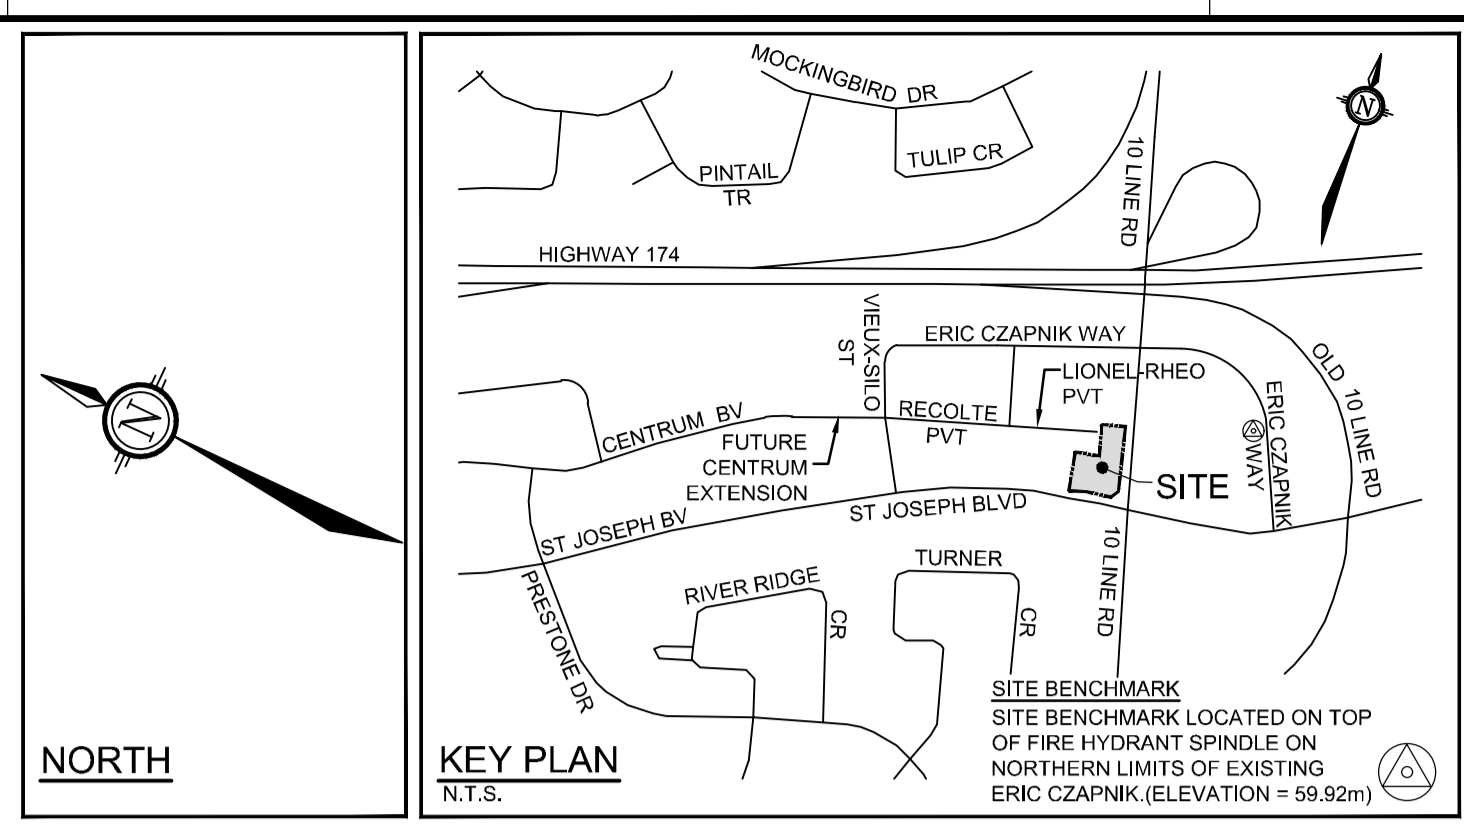 N
NORTH
MOCKINGBIRD DR
PINTAIL
TR
TULIP CR
10 LINE RD
N
HIGHWAY 174
VIEUX-SILO
ST
ERIC CZAPNIK WAY
LIONEL-RHEO
PVT
OLD 10 LINE RD
ERIC CZAPNIK
WAY
CENTRUM BV
RECOLTE
PVT
FUTURE
CENTRUM
EXTENSION
SITE
ST JOSEPH BV
ST JOSEPH BLVD
10 LINE RD
PRESTONE DR
RIVER RIDGE
CR
TURNER
CR
SITE BENCHMARK
SITE BENCHMARK LOCATED ON TOP
OF FIRE HYDRANT SPINDLE ON
NORTHERN LIMITS OF EXISTING
ERIC CZAPNIK.(ELEVATION = 59.92m)
KEY PLAN
N.T.S.